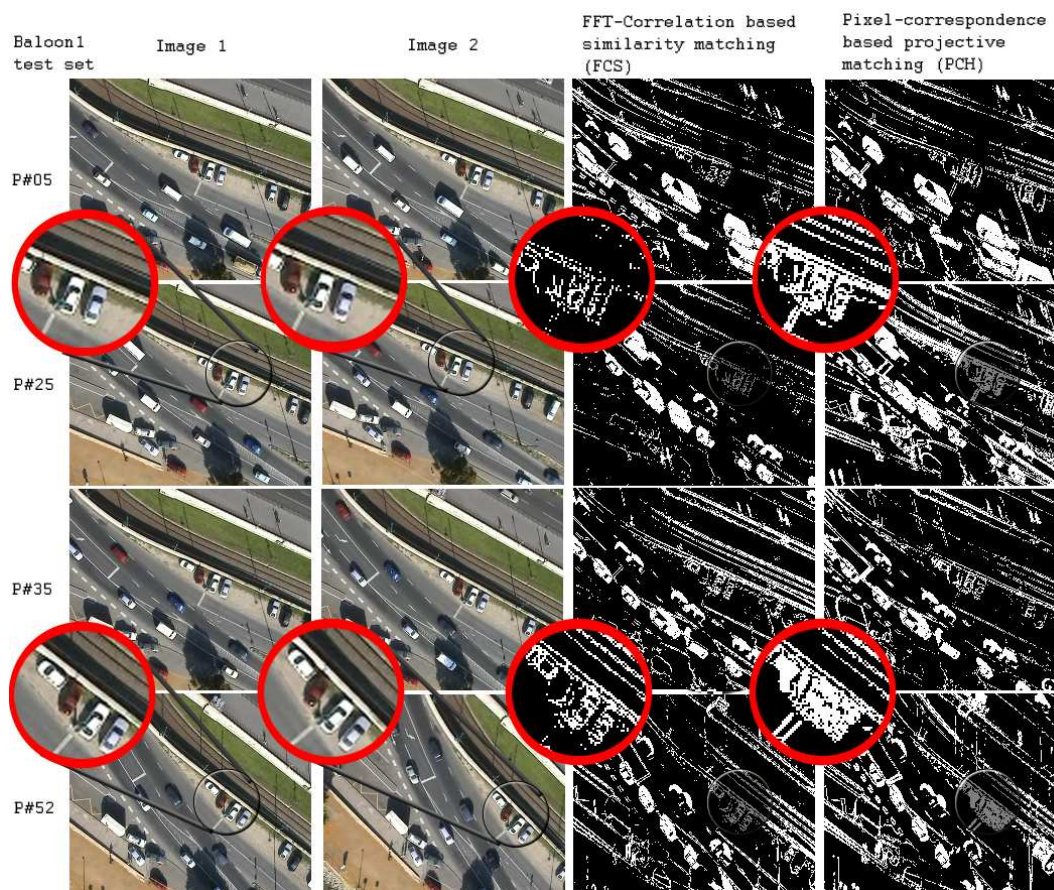 Baloon1
test set
Image 1
Image 2
FFT-Correlation based
similarity matching
(FCS)
Pixel-correspondence
based projective
matching (PCH)
P#05
P#25
P#35
P#52